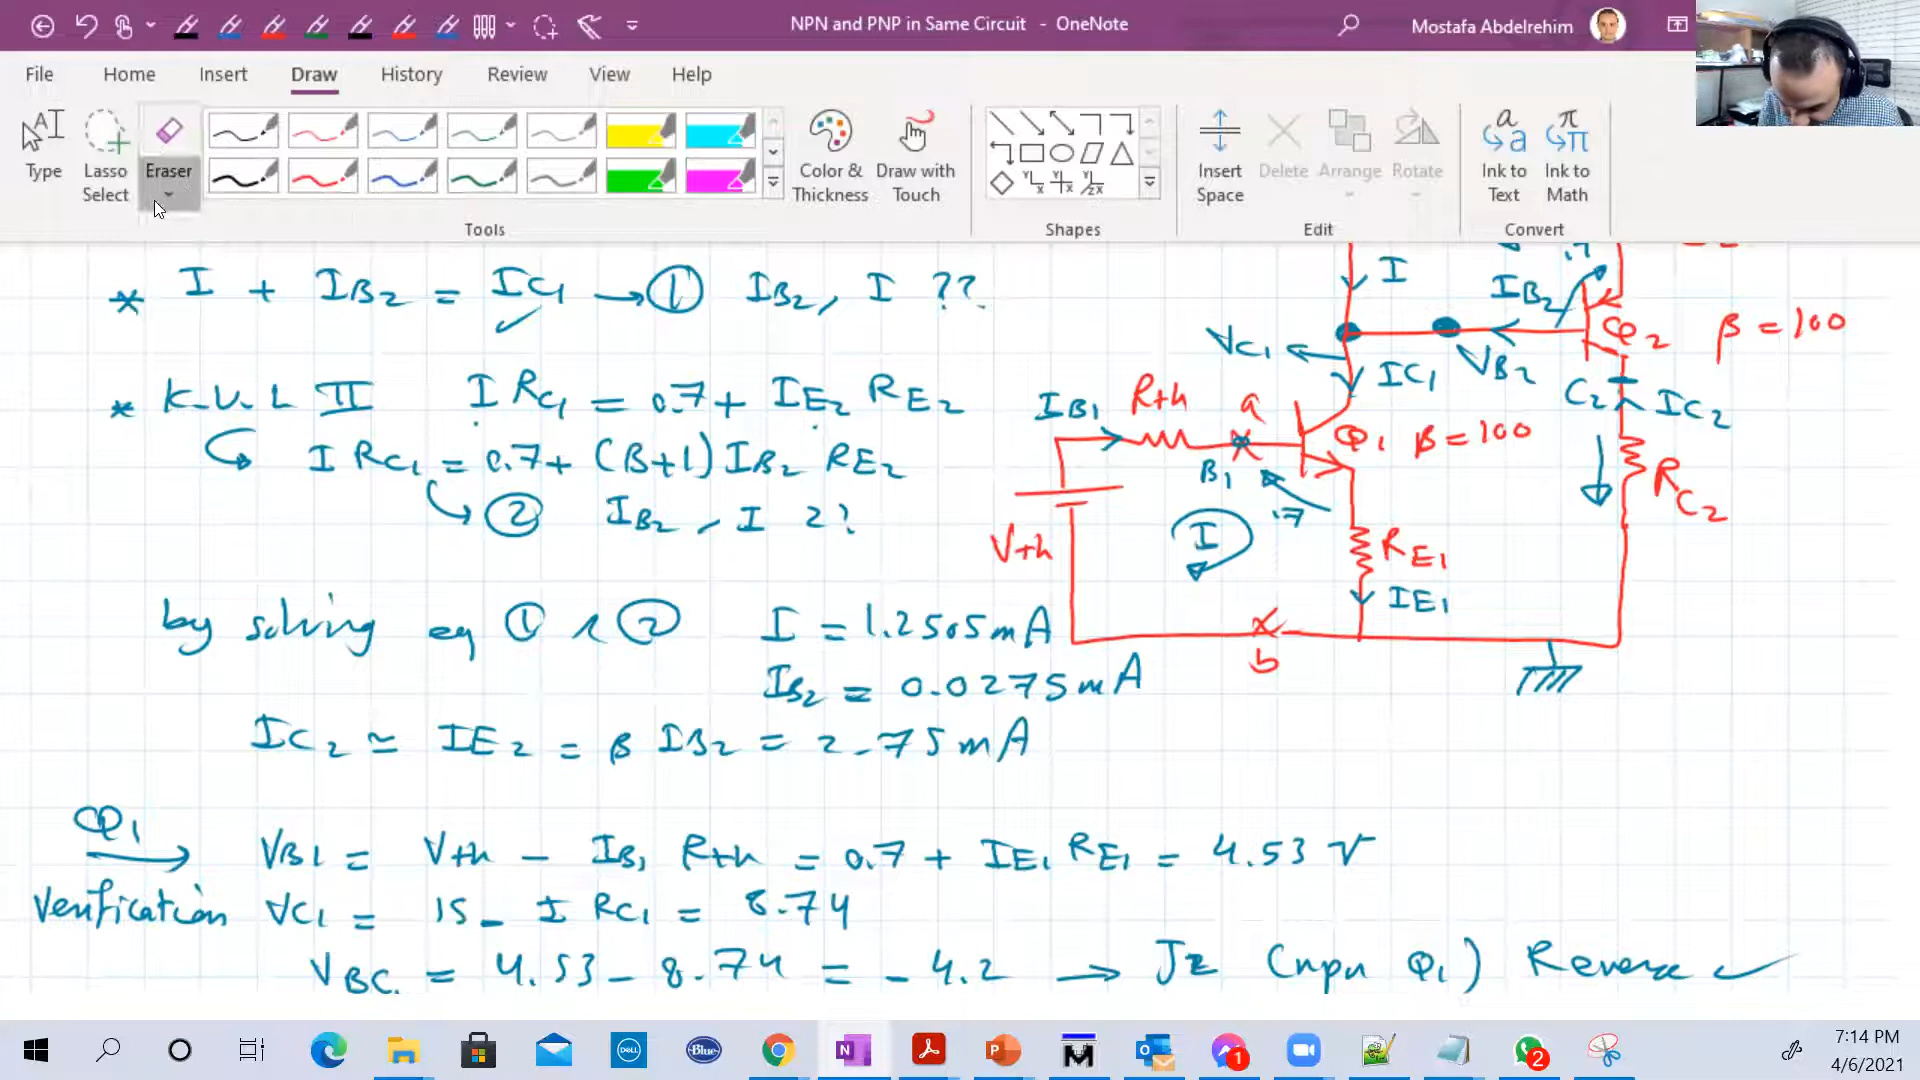 NPN and PNP in Same Circuit - OneNote
Mostafa Abdelrehim
File Home Insert Draw History Review View Help
Type
Lasso Select
Eraser
Color & Thickness
Draw with Touch
Insert Space
Delete
Arrange
Rotate
Ink to Text
Ink to Math
Tools
Shapes
Edit
Convert
* I + IB2 = IC1 → ① IB2, I ??
* K.V.L II I RC1 = 0.7 + IE2 RE2
I RC1 = 0.7 + (B+1) IB2 RE2
② IB2, I ??
by solving eq ① & ② I = 1.2505 mA
IB2 = 0.0275 mA
IC2 ≃ IE2 = β IB2 = 2.75 mA
Q1
Verification
VB1 = Vth - IB1 Rth = 0.7 + IE1 RE1 = 4.53 V
VC1 = 15 - I RC1 = 8.74
VBC1 = 4.53 - 8.74 = -4.2 → J2 (npn Q1) Reverse ✓
I
.7
IB2
Q2
β = 100
VC1
VB2
IC1
C2
IC2
IB1
Rth
a
Q1 β = 100
B1
.7
RC2
Vth
I
RE1
IE1
b
DELL
Blue
1
2
7:14 PM
4/6/2021